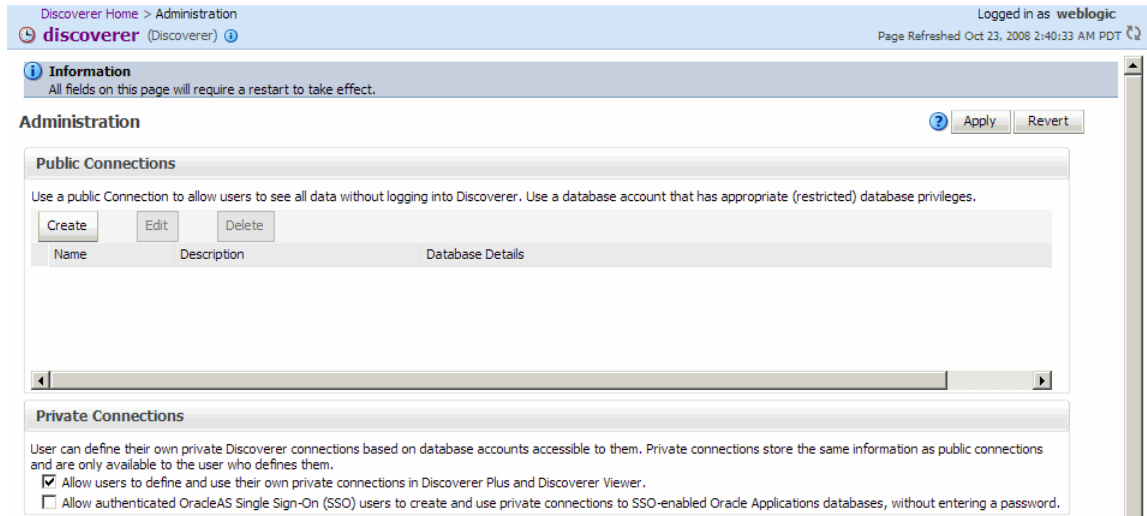 Discoverer Home > Administration
Logged in as weblogic
discoverer (Discoverer)
Page Refreshed Oct 23, 2008 2:40:33 AM PDT
Information
All fields on this page will require a restart to take effect.
Administration
? Apply Revert
Public Connections
Use a public Connection to allow users to see all data without logging into Discoverer. Use a database account that has appropriate (restricted) database privileges.
Create Edit Delete
Name Description Database Details
Private Connections
User can define their own private Discoverer connections based on database accounts accessible to them. Private connections store the same information as public connections
and are only available to the user who defines them.
Allow users to define and use their own private connections in Discoverer Plus and Discoverer Viewer.
Allow authenticated OracleAS Single Sign-On (SSO) users to create and use private connections to SSO-enabled Oracle Applications databases, without entering a password.